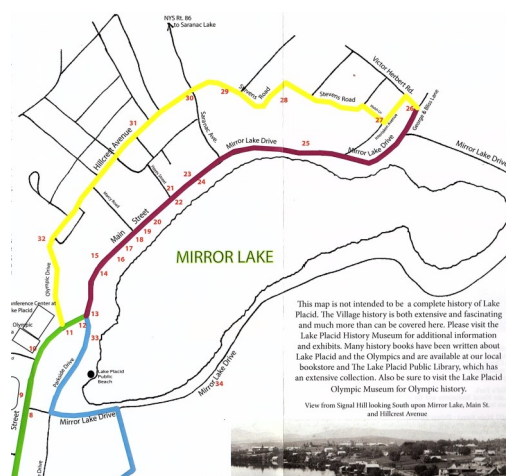 NYS Rt. 86
to Saranac Lake
Victor Herbert Rd.
30
29
Stevens
Road
28
Stevens Road
27
26
George & Bliss Lane
31
Hillcrest Avenue
Saranac Ave.
Mirror Lake Drive
25
Mirror Lake Drive
Mirror Lake Drive
23
24
21
22
20
19
18
17
16
15
14
Main Street
32
Olympic Drive
MIRROR LAKE
13
12
11
33
10
9
8
Conference Center at
Lake Placid
Olympic
Parkside Drive
Lake Placid
Public
Beach
Mirror Lake Drive
Mirror Lake Drive
34
Street
This map is not intended to be a complete history of Lake
Placid. The Village history is both extensive and fascinating
and much more than can be covered here. Please visit the
Lake Placid History Museum for additional information
and exhibits. Many history books have been written about
Lake Placid and the Olympics and are available at our local
bookstore and The Lake Placid Public Library, which has
an extensive collection. Also be sure to visit the Lake Placid
Olympic Museum for Olympic history.
View from Signal Hill looking South upon Mirror Lake, Main St.
and Hillcrest Avenue